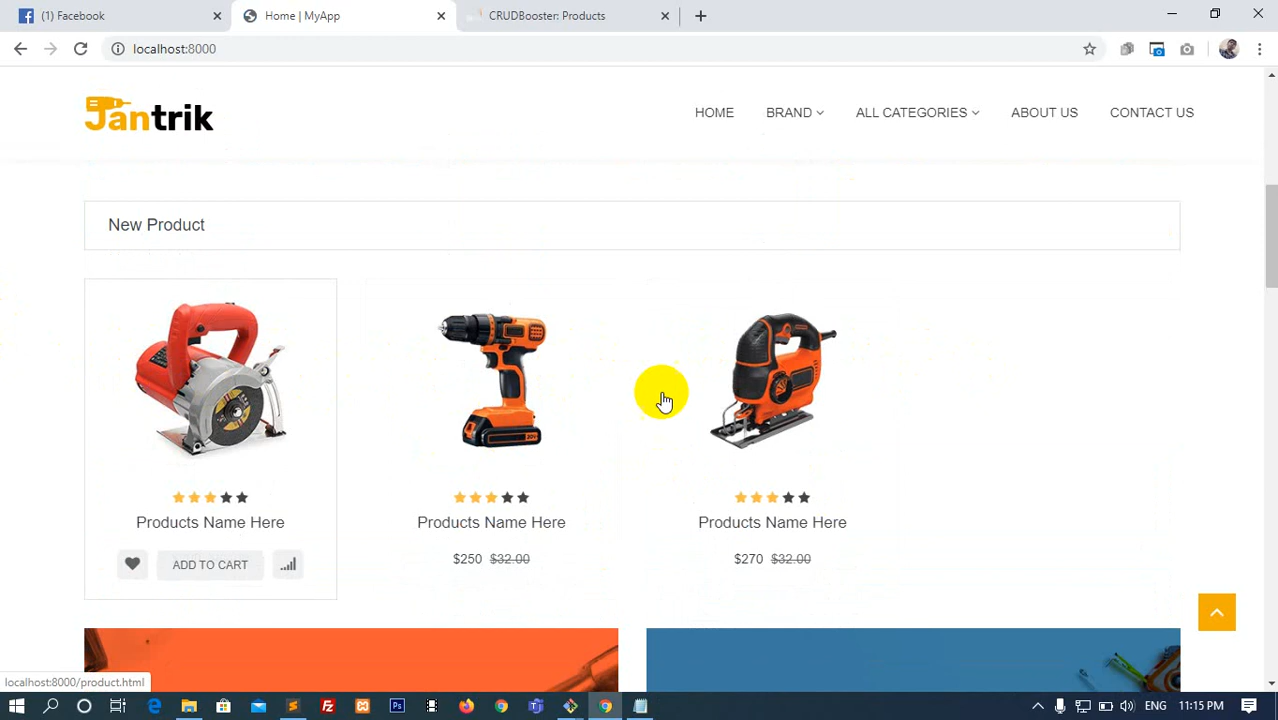 (1) Facebook
Home | MyApp
CRUDBooster: Products
localhost:8000
Jantrik
HOME
BRAND
ALL CATEGORIES
ABOUT US
CONTACT US
New Product
Products Name Here
ADD TO CART
Products Name Here
$250 $32.00
Products Name Here
$270 $32.00
localhost:8000/product.html
ENG
11:15 PM